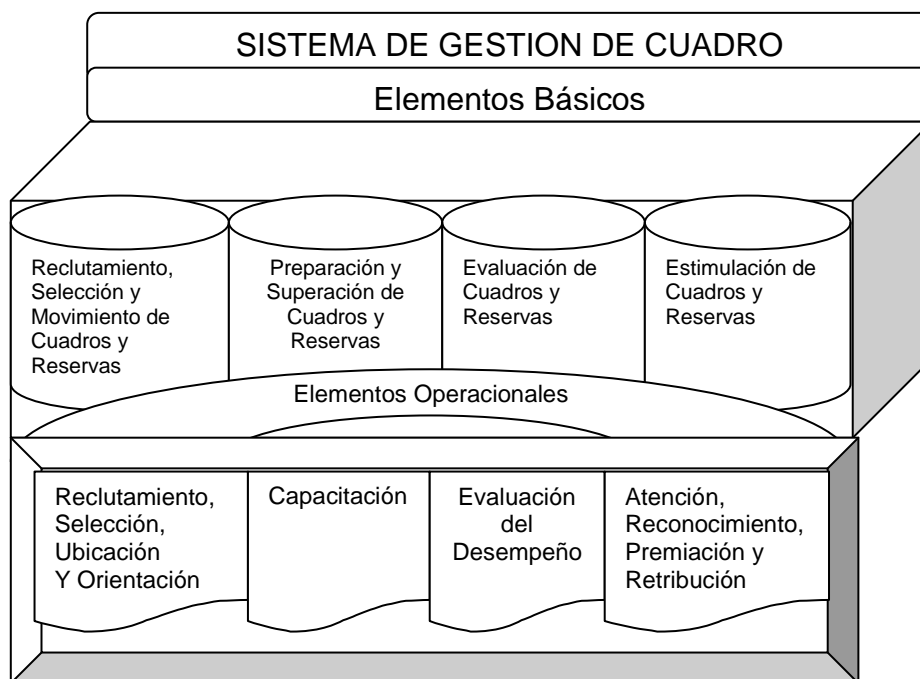 SISTEMA DE GESTION DE CUADRO
Elementos Básicos
Reclutamiento,
Selección y
Movimiento de
Cuadros y
Reservas
Preparación y
Superación de
Cuadros y
Reservas
Evaluación de
Cuadros y
Reservas
Estimulación de
Cuadros y
Reservas
Elementos Operacionales
Reclutamiento,
Selección,
Ubicación
Y Orientación
Capacitación
Evaluación
del
Desempeño
Atención,
Reconocimiento,
Premiación y
Retribución